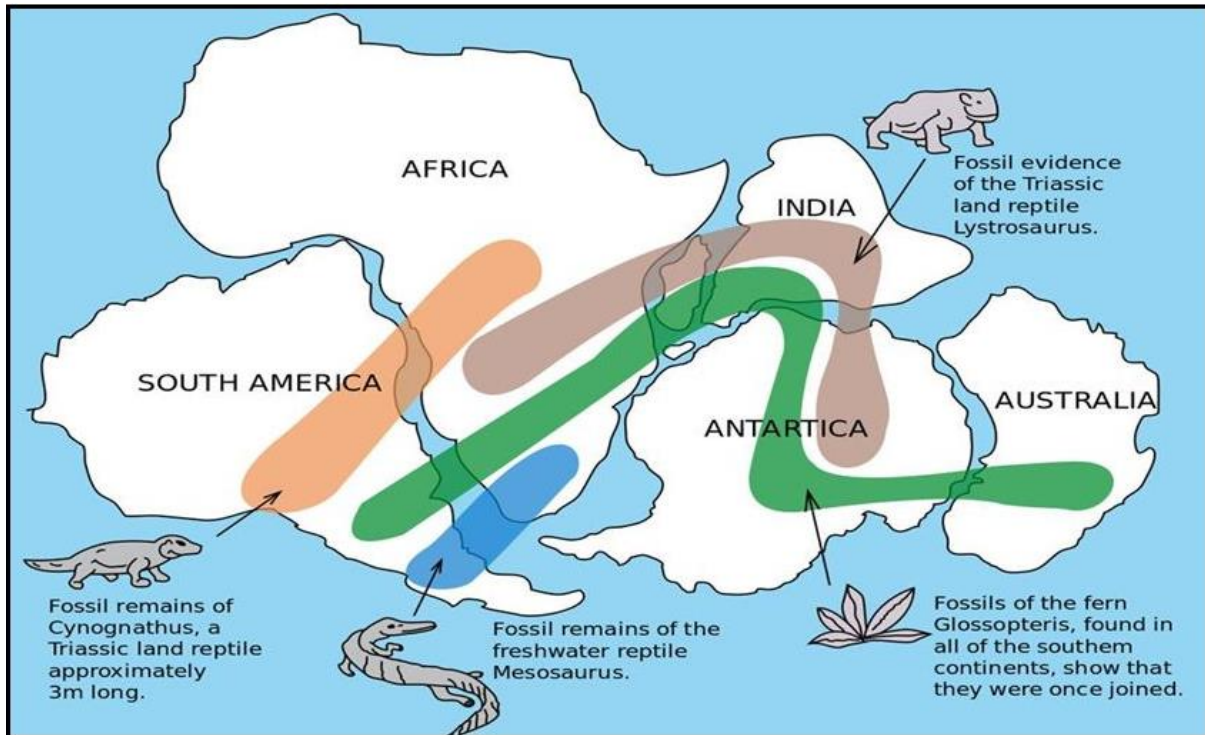 AFRICA
INDIA
Fossil evidence
of the Triassic
land reptile
Lystrosaurus.
SOUTH AMERICA
ANTARTICA
AUSTRALIA
Fossil remains of
Cynognathus, a
Triassic land reptile
approximately
3m long.
Fossil remains of the
freshwater reptile
Mesosaurus.
Fossils of the fern
Glossopteris, found in
all of the southem
continents, show that
they were once joined.